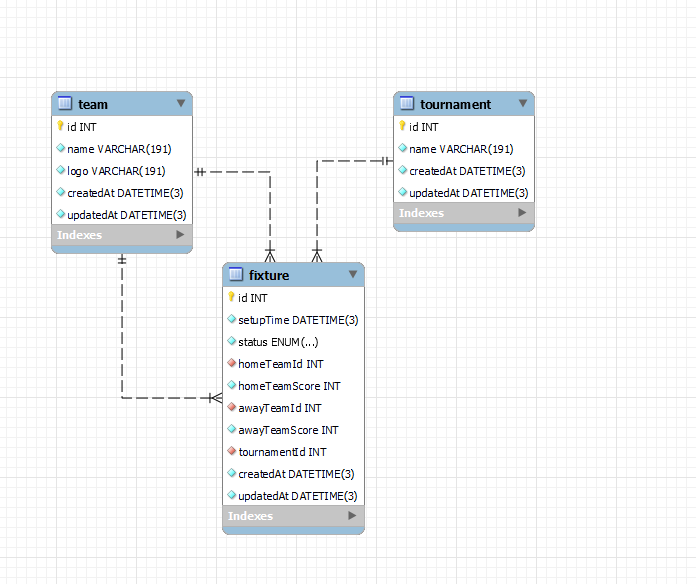 team
id INT
name VARCHAR(191)
logo VARCHAR(191)
createdAt DATETIME(3)
updatedAt DATETIME(3)
Indexes
tournament
id INT
name VARCHAR(191)
createdAt DATETIME(3)
updatedAt DATETIME(3)
Indexes
fixture
id INT
setupTime DATETIME(3)
status ENUM(...)
homeTeamId INT
homeTeamScore INT
awayTeamId INT
awayTeamScore INT
tournamentId INT
createdAt DATETIME(3)
updatedAt DATETIME(3)
Indexes